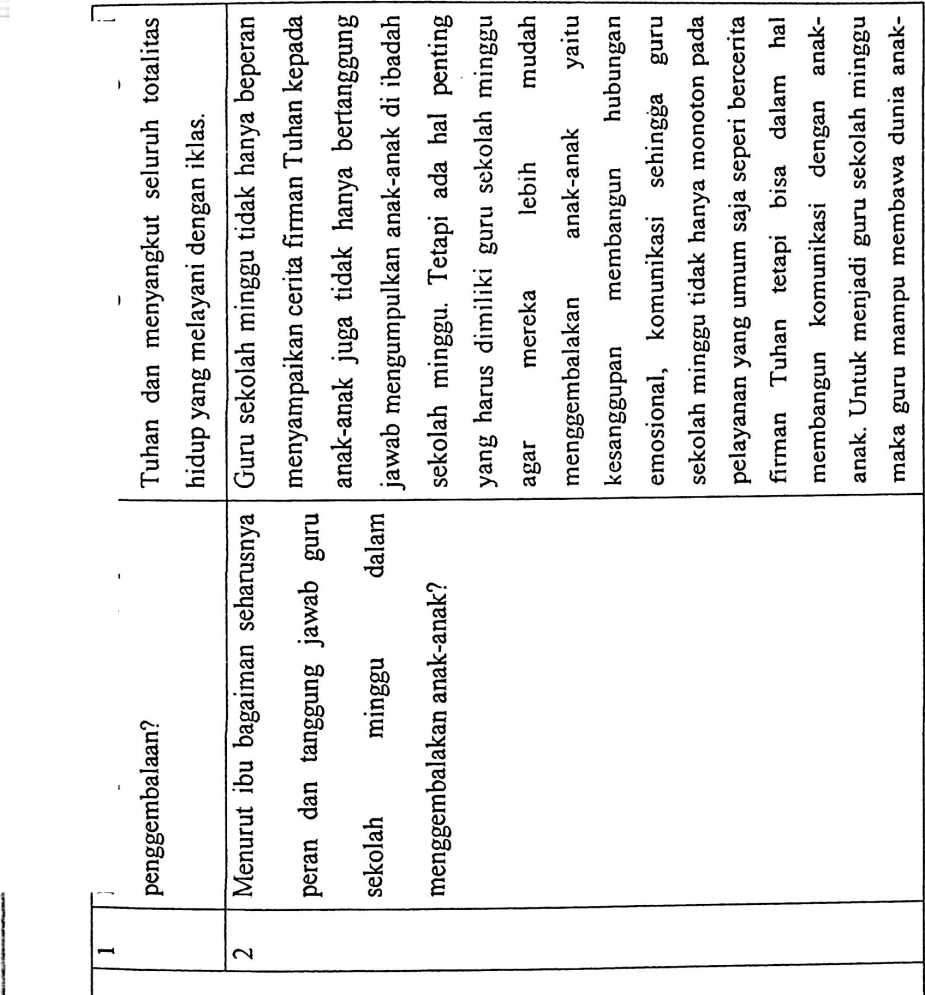 1
penggembalaan?
Tuhan dan menyangkut seluruh totalitas
hidup yang melayani dengan iklas.
2
Menurut ibu bagaiman seharusnya
peran dan tanggung jawab guru
sekolah minggu dalam
menggembalakan anak-anak?
Guru sekolah minggu tidak hanya beperan
menyampaikan cerita firman Tuhan kepada
anak-anak juga tidak hanya bertanggung
jawab mengumpulkan anak-anak di ibadah
sekolah minggu. Tetapi ada hal penting
yang harus dimiliki guru sekolah minggu
agar mereka lebih mudah
menggembalakan anak-anak yaitu
kesanggupan membangun hubungan
emosional, komunikasi sehingga guru
sekolah minggu tidak hanya monoton pada
pelayanan yang umum saja seperi bercerita
firman Tuhan tetapi bisa dalam hal
membangun komunikasi dengan anak-
anak. Untuk menjadi guru sekolah minggu
maka guru mampu membawa dunia anak-